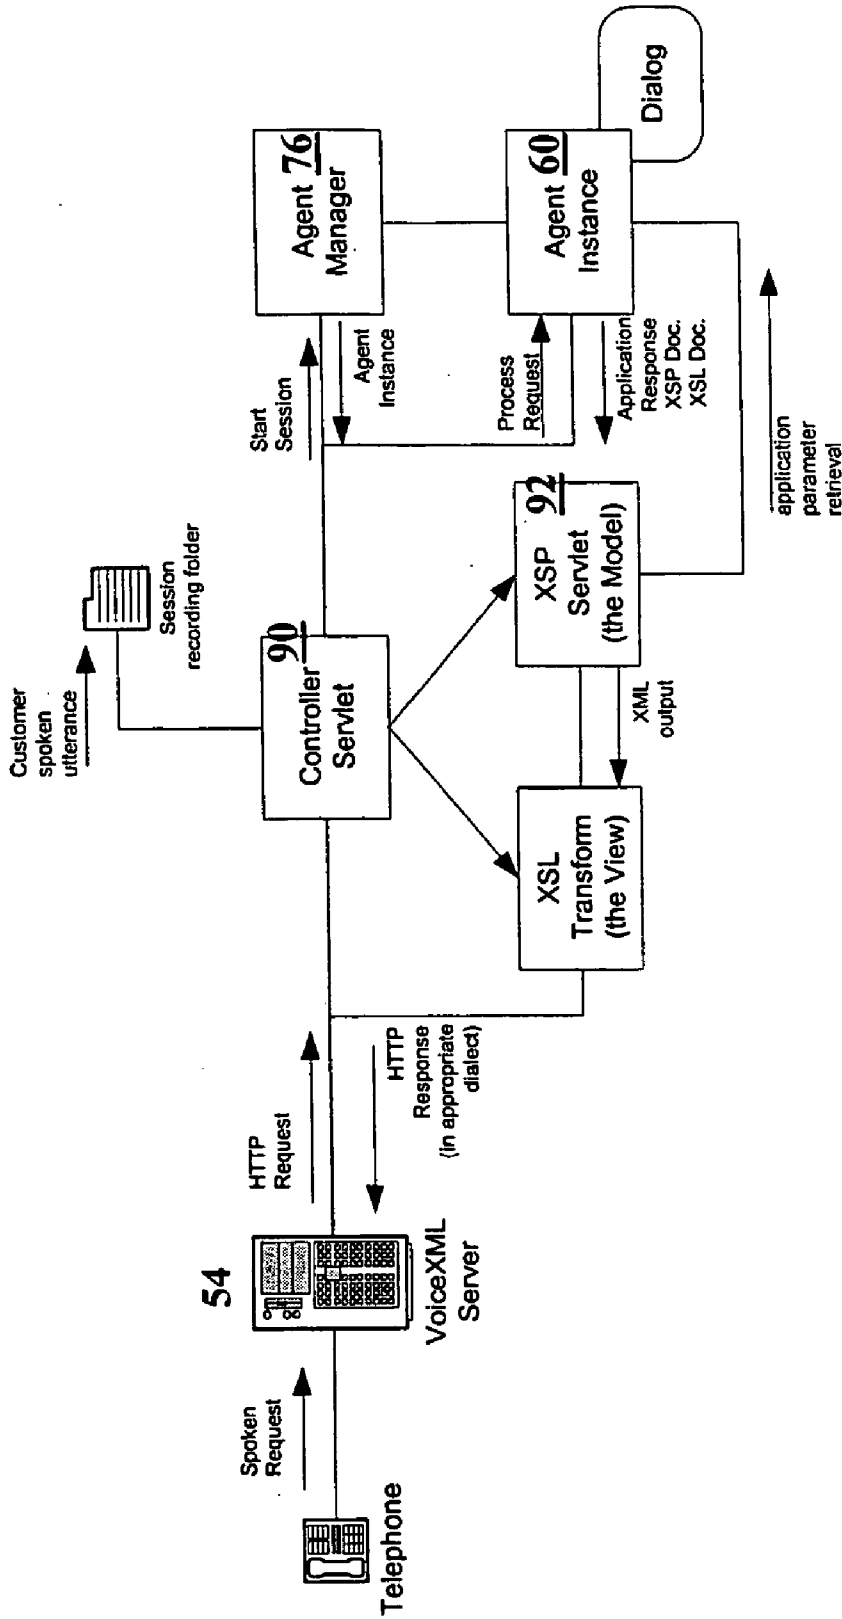 Customer
spoken
utterance
Session
recording folder
Start
Session
Agent 76
Manager
Agent
Instance
HTTP
Request
Controller 90
Servlet
54
Spoken
Request
Telephone
VoiceXML
Server
HTTP
Response
(in appropriate
dialect)
XSL
Transform
(the View)
XML
output
XSP 92
Servlet
(the Model)
Process
Request
Application
Response
XSP Doc.
XSL Doc.
Agent 60
Instance
Dialog
application
parameter
retrieval